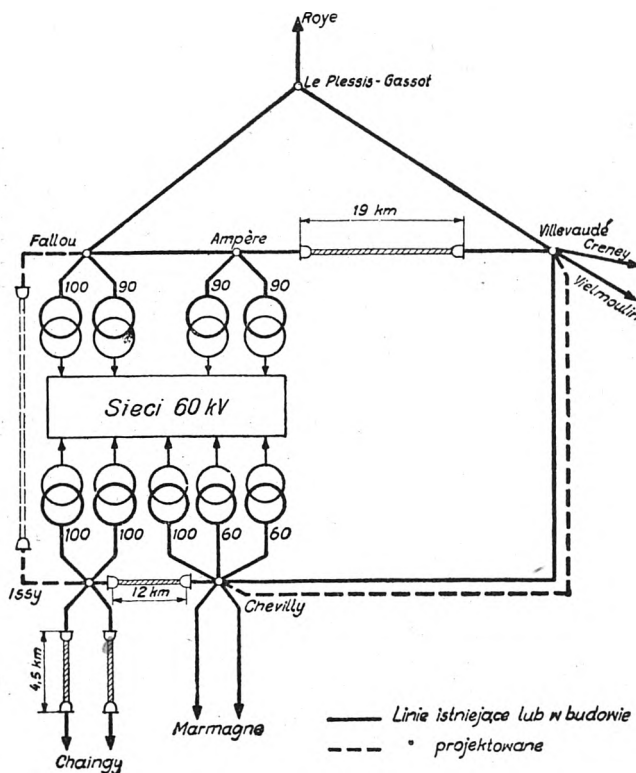 Roye
Le Plessis-Gassot
19 km
Villevaudé
Fallou
Ampère
Creney
Vielmoulin
100
90
90
90
Sieci 60 kV
100
100
100
60
60
Issy
12 km
Chevilly
4,5 km
Marmagne
Chaingy
Linie istniejące lub w budowie
" projektowane